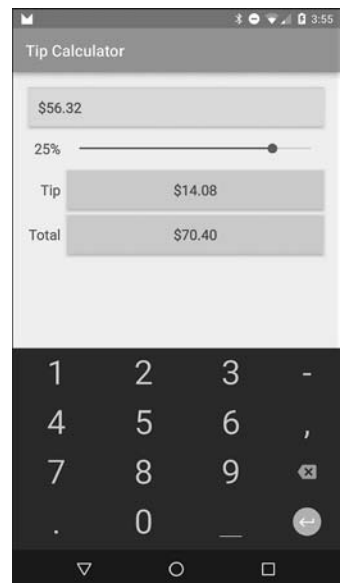 3:55
Tip Calculator
$56.32
25%
Tip $14.08
Total $70.40
1 2 3 -
4 5 6 ,
7 8 9
. 0 _